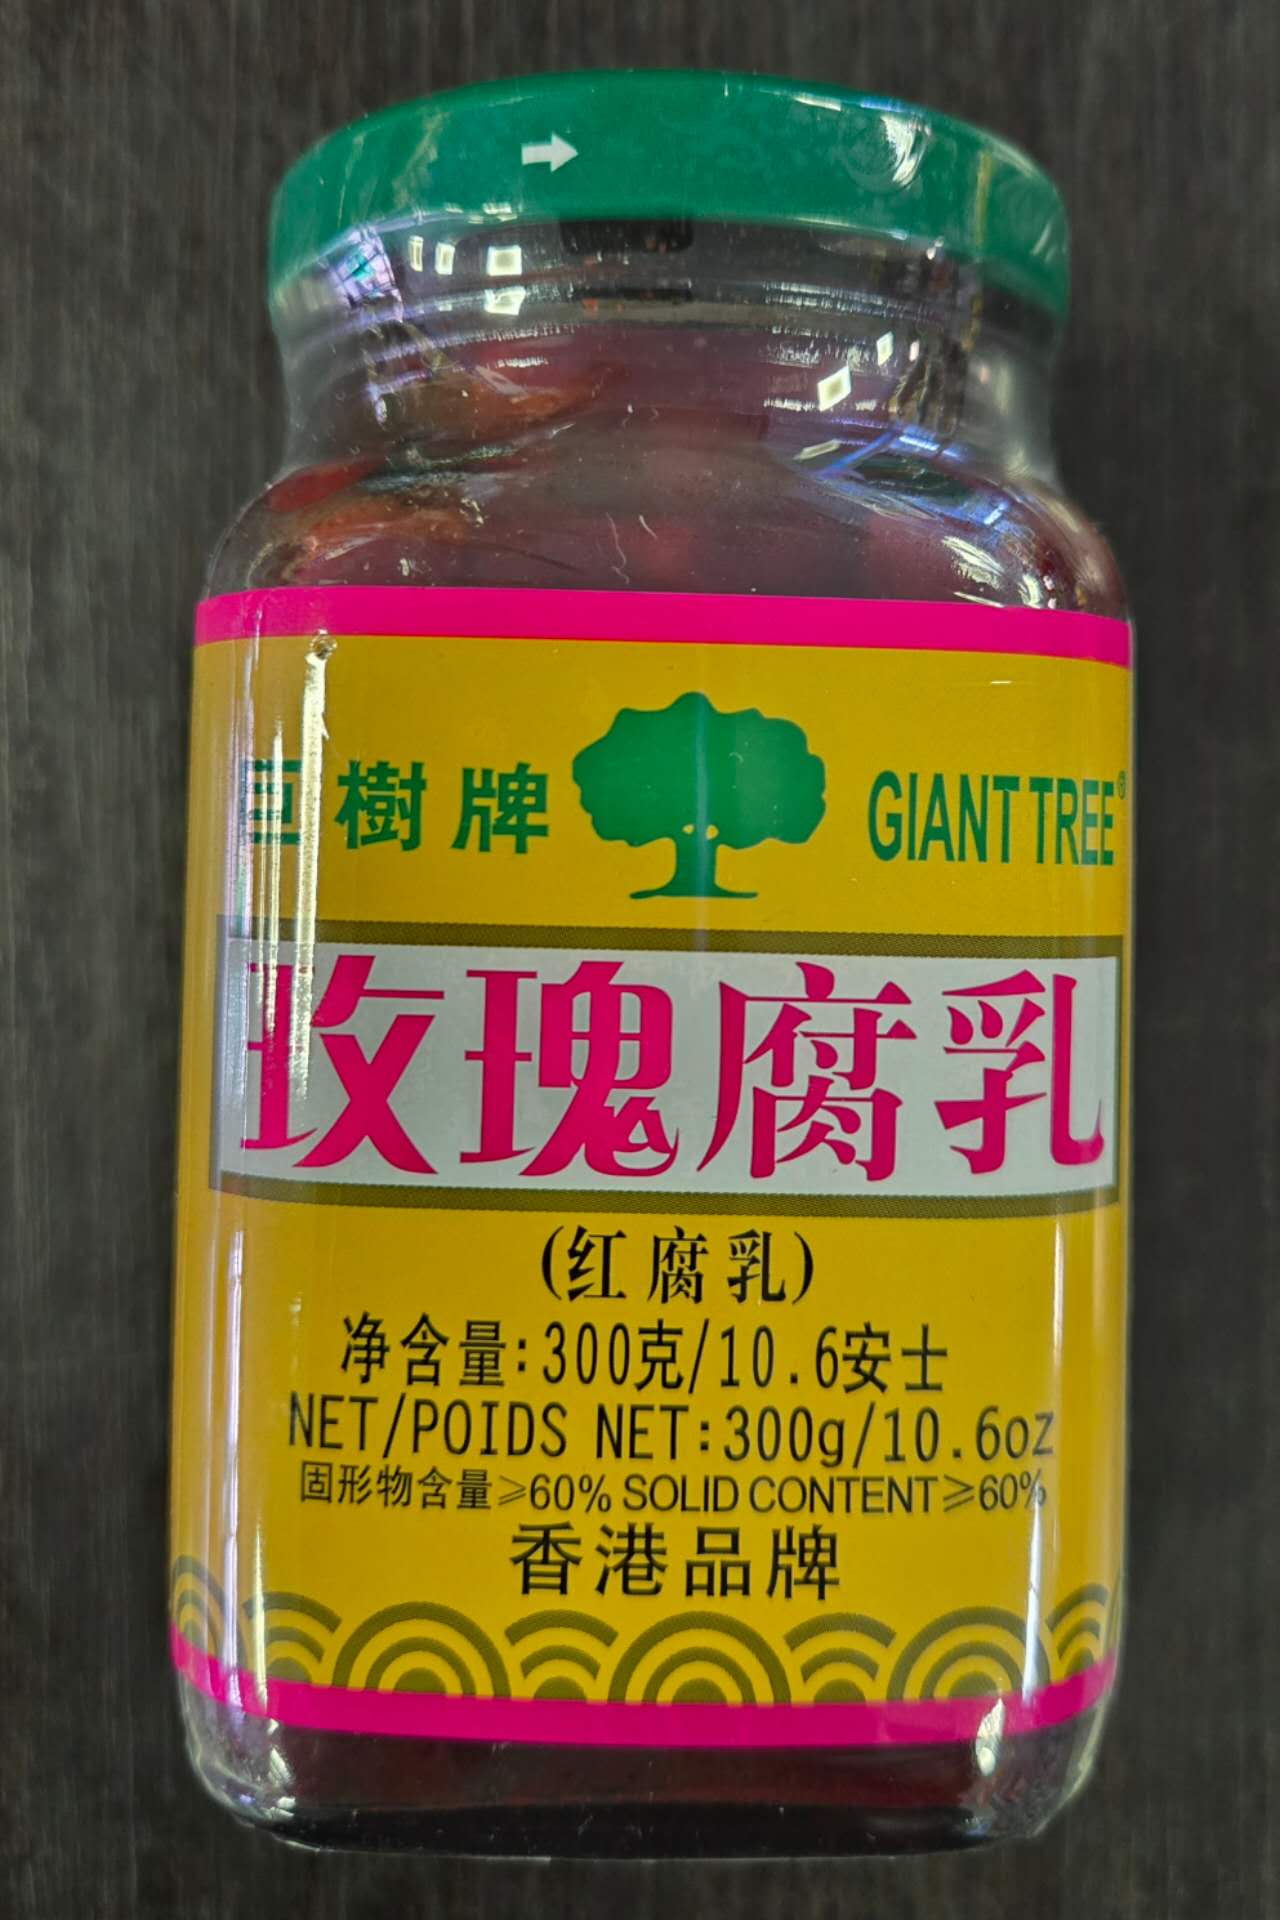 巨樹牌 GIANT TREE®
玫瑰腐乳
(红腐乳)
净含量:300克/10.6安士
NET/POIDS NET:300g/10.6oz
固形物含量≥60% SOLID CONTENT≥60%
香港品牌